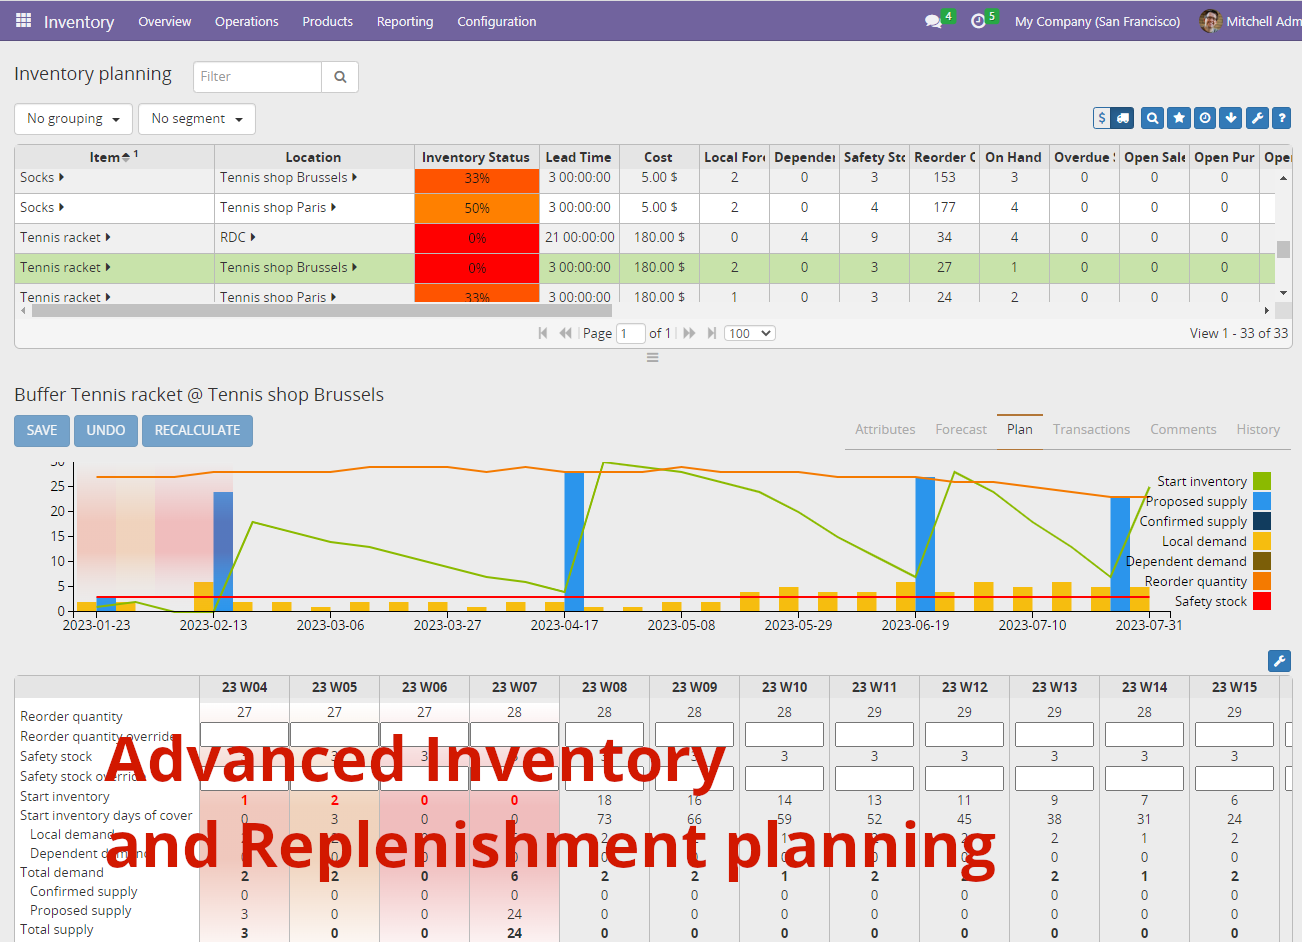 Inventory Overview Operations Products Reporting Configuration 4 5 My Company (San Francisco) Mitchell Adm
Inventory planning Filter
No grouping No segment $ ?
Item 1 Location Inventory Status Lead Time Cost Local For Depender Safety Sto Reorder Q On Hand Overdue Open Sale Open Pur Ope
Socks Tennis shop Brussels 33% 3 00:00:00 5.00 $ 2 0 3 153 3 0 0 0
Socks Tennis shop Paris 50% 3 00:00:00 5.00 $ 2 0 4 177 4 0 0 0
Tennis racket RDC 0% 21 00:00:00 180.00 $ 0 4 9 34 4 0 0 0
Tennis racket Tennis shop Brussels 0% 3 00:00:00 180.00 $ 2 0 3 27 1 0 0 0
Tennis racket Tennis shop Paris 33% 3 00:00:00 180.00 $ 1 0 3 24 2 0 0 0
Page 1 of 1 100 View 1 - 33 of 33
Buffer Tennis racket @ Tennis shop Brussels
SAVE UNDO RECALCULATE Attributes Forecast Plan Transactions Comments History
30
25
20
15
10
5
0
Start inventory
Proposed supply
Confirmed supply
Local demand
Dependent demand
Reorder quantity
Safety stock
2023-01-23 2023-02-13 2023-03-06 2023-03-27 2023-04-17 2023-05-08 2023-05-29 2023-06-19 2023-07-10 2023-07-31
23 W04 23 W05 23 W06 23 W07 23 W08 23 W09 23 W10 23 W11 23 W12 23 W13 23 W14 23 W15
Reorder quantity 27 27 27 28 28 28 28 29 29 29 28 29
Reorder quantity override
Safety stock 3 3 3 3 3 3 3 3
Safety stock override
Start inventory 1 2 0 0 18 16 14 13 11 9 7 6
Start inventory days of cover 0 3 0 0 73 66 59 52 45 38 31 24
Local demand 2 6 2 1 2 2 2 1 2
Dependent demand 0 0 0 0 0 0 0
Total demand 2 2 0 6 2 2 1 2 2 2 1 2
Confirmed supply 0 0 0 0 0 0 0 0 0 0 0 0
Proposed supply 3 0 0 24 0 0 0 0 0 0 0 0
Total supply 3 0 0 24 0 0 0 0 0 0 0 0
Advanced Inventory
and Replenishment planning